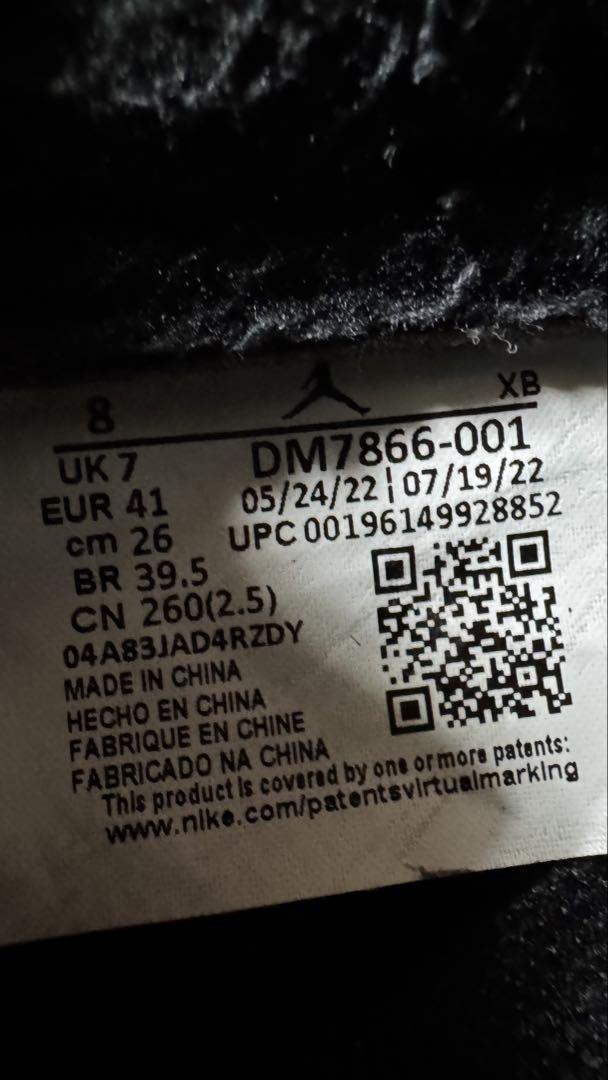 8 XB
UK 7 DM7866-001
EUR 41 05/24/22 | 07/19/22
cm 26 UPC 00196149928852
BR 39.5
CN 260(2.5)
04A83JAD4RZDY
MADE IN CHINA
HECHO EN CHINA
FABRIQUE EN CHINE
FABRICADO NA CHINA
This product is covered by one or more patents:
www.nike.com/patentsvirtualmarking